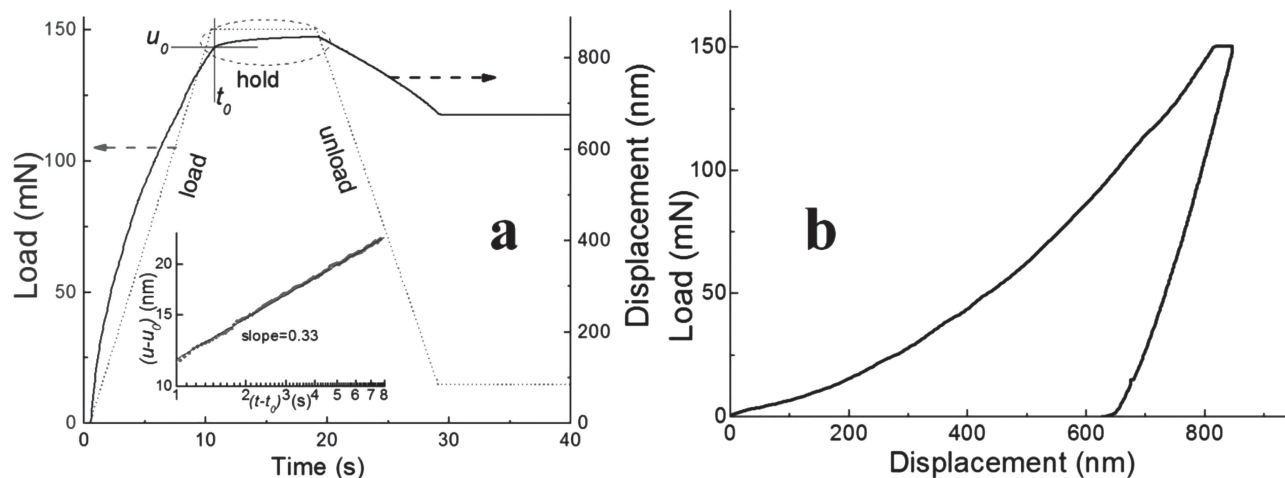 150
100
50
0
Load (mN)
0
10
20
30
40
Time (s)
800
600
400
200
0
Displacement (nm)
u0
t0
hold
load
unload
a
20
15
10
(u-u0) (nm)
slope=0.33
1
2
3
4
5
6
7
8
(t-t0)3(s)
150
100
50
0
Load (mN)
b
0
200
400
600
800
Displacement (nm)